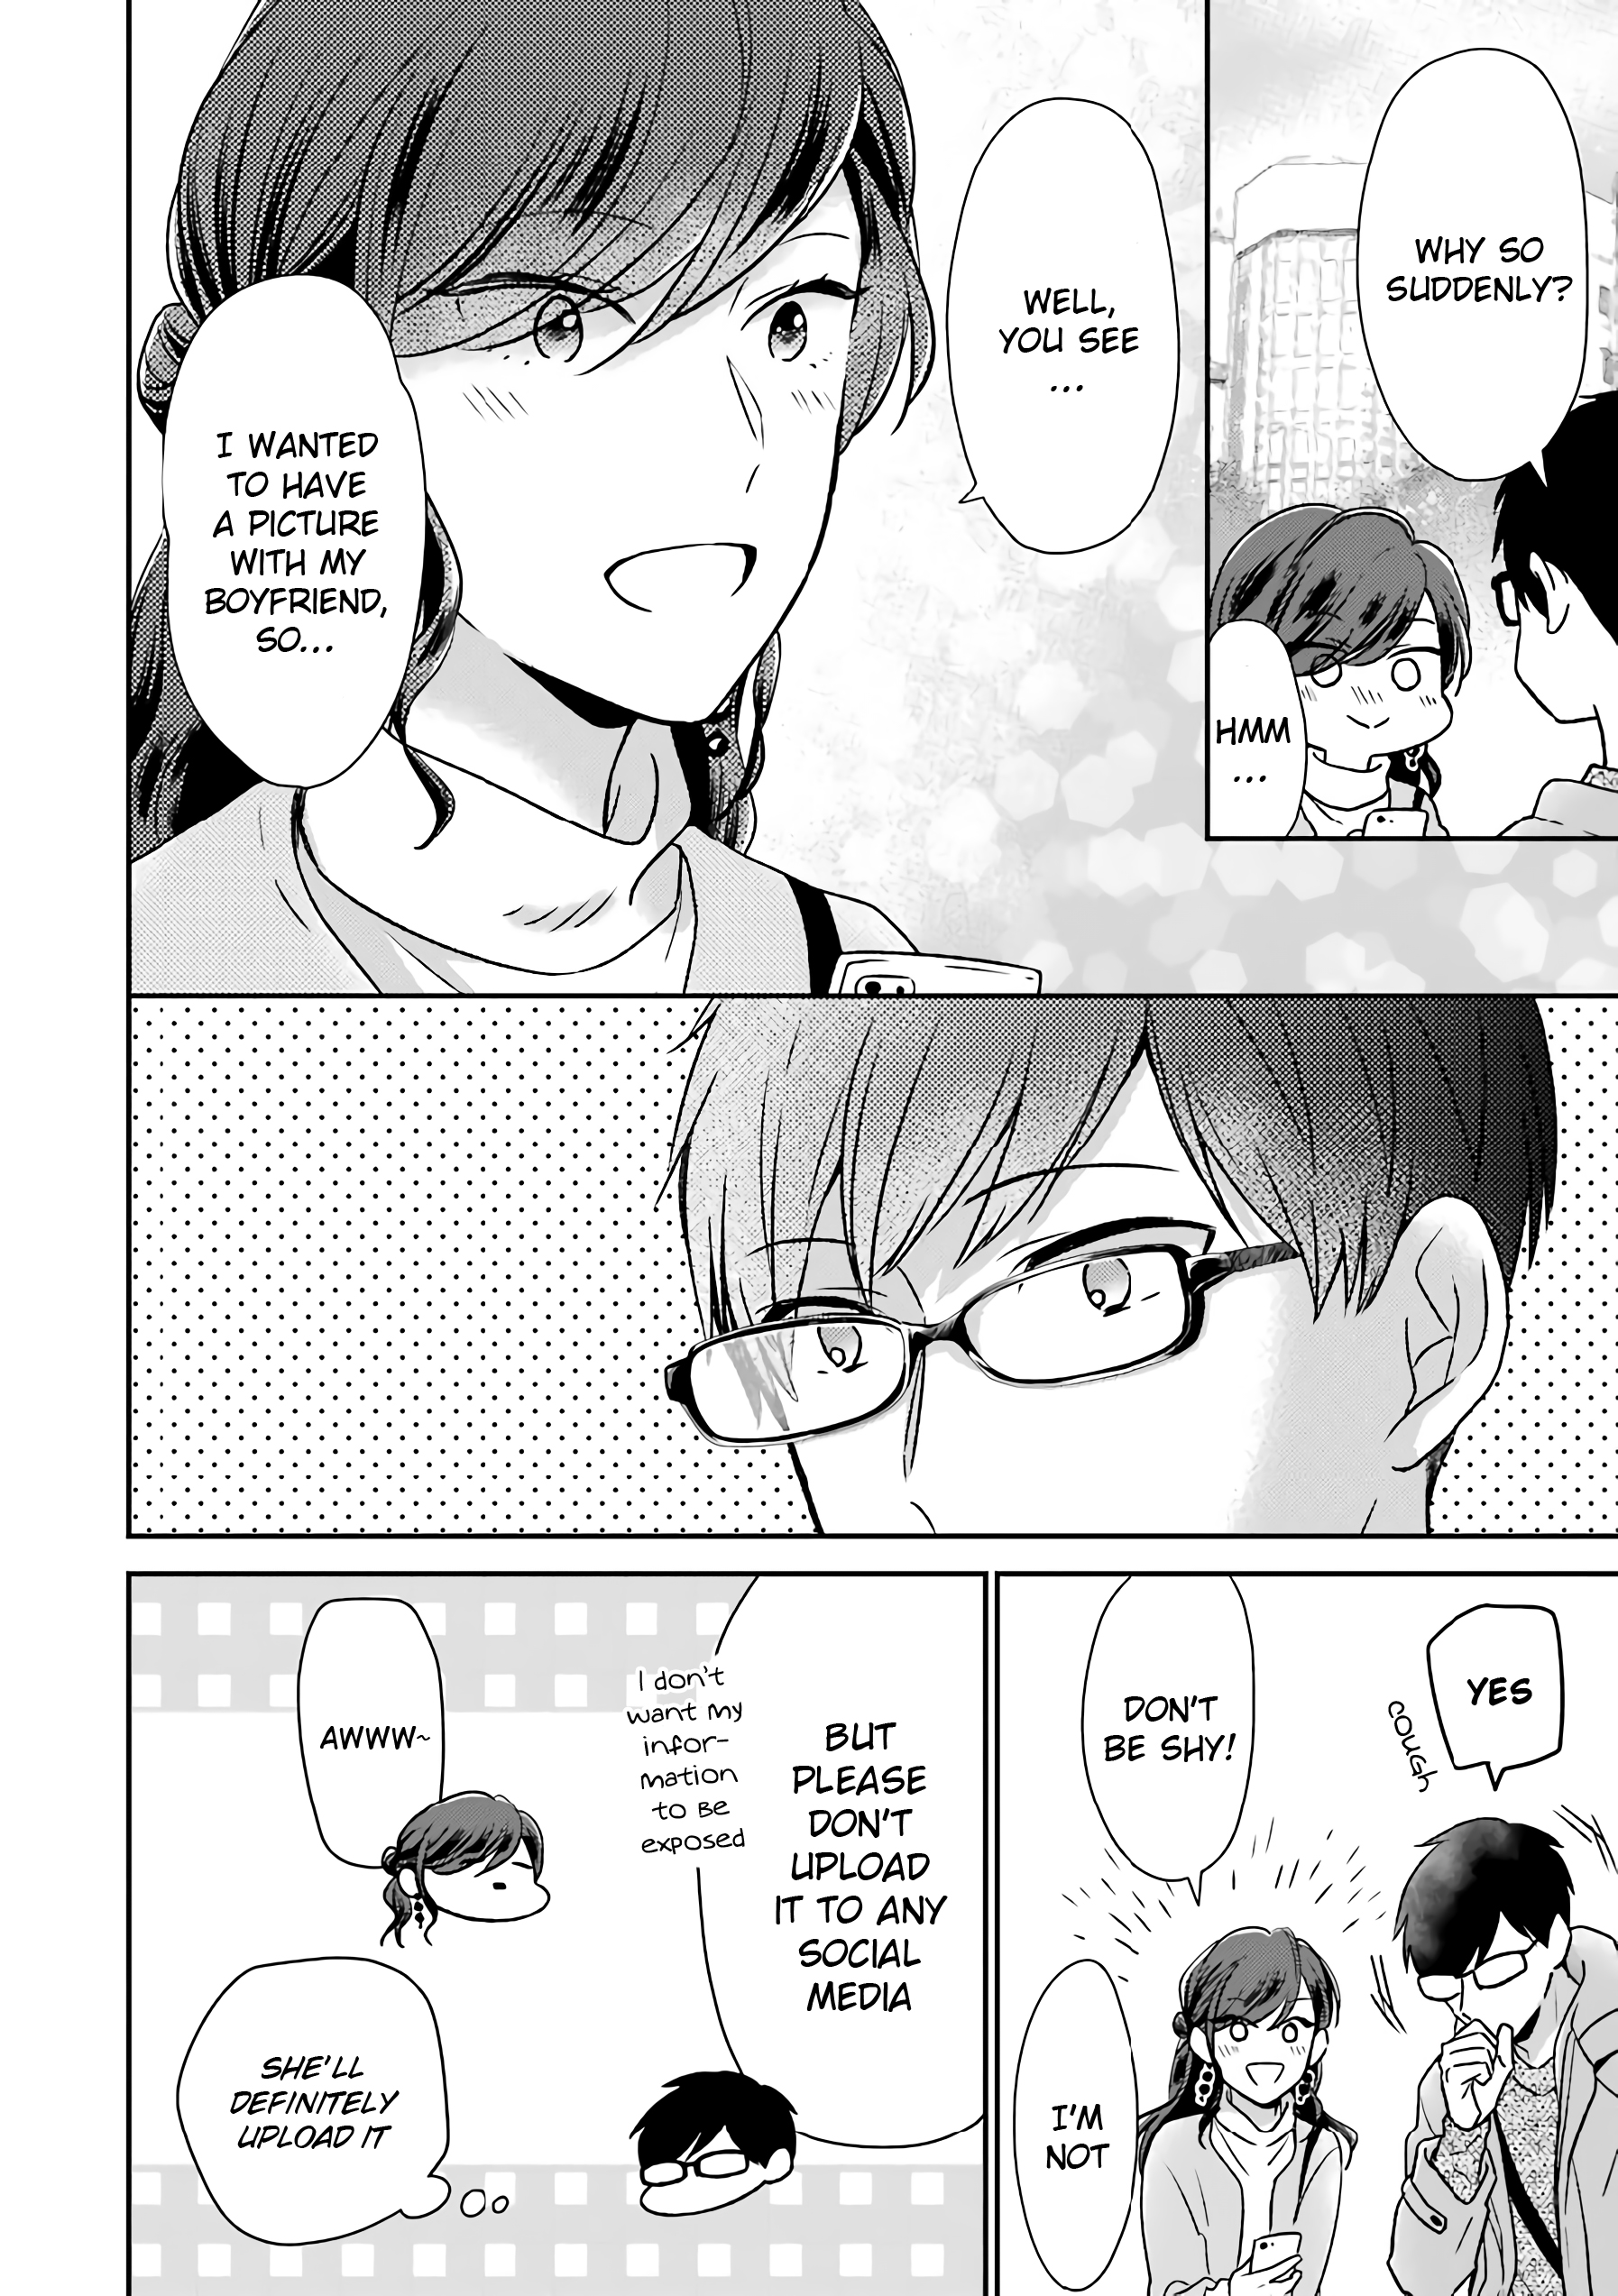 WHY SO
SUDDENLY?
HMM
...
WELL,
YOU SEE
...
I WANTED
TO HAVE
A PICTURE
WITH MY
BOYFRIEND,
SO...
YES
COUGH
DON'T
BE SHY!
I'M
NOT
BUT
PLEASE
DON'T
UPLOAD
IT TO ANY
SOCIAL
MEDIA
I don't
want my
infor-
mation
to be
exposed
AWWW~
SHE'LL
DEFINITELY
UPLOAD IT